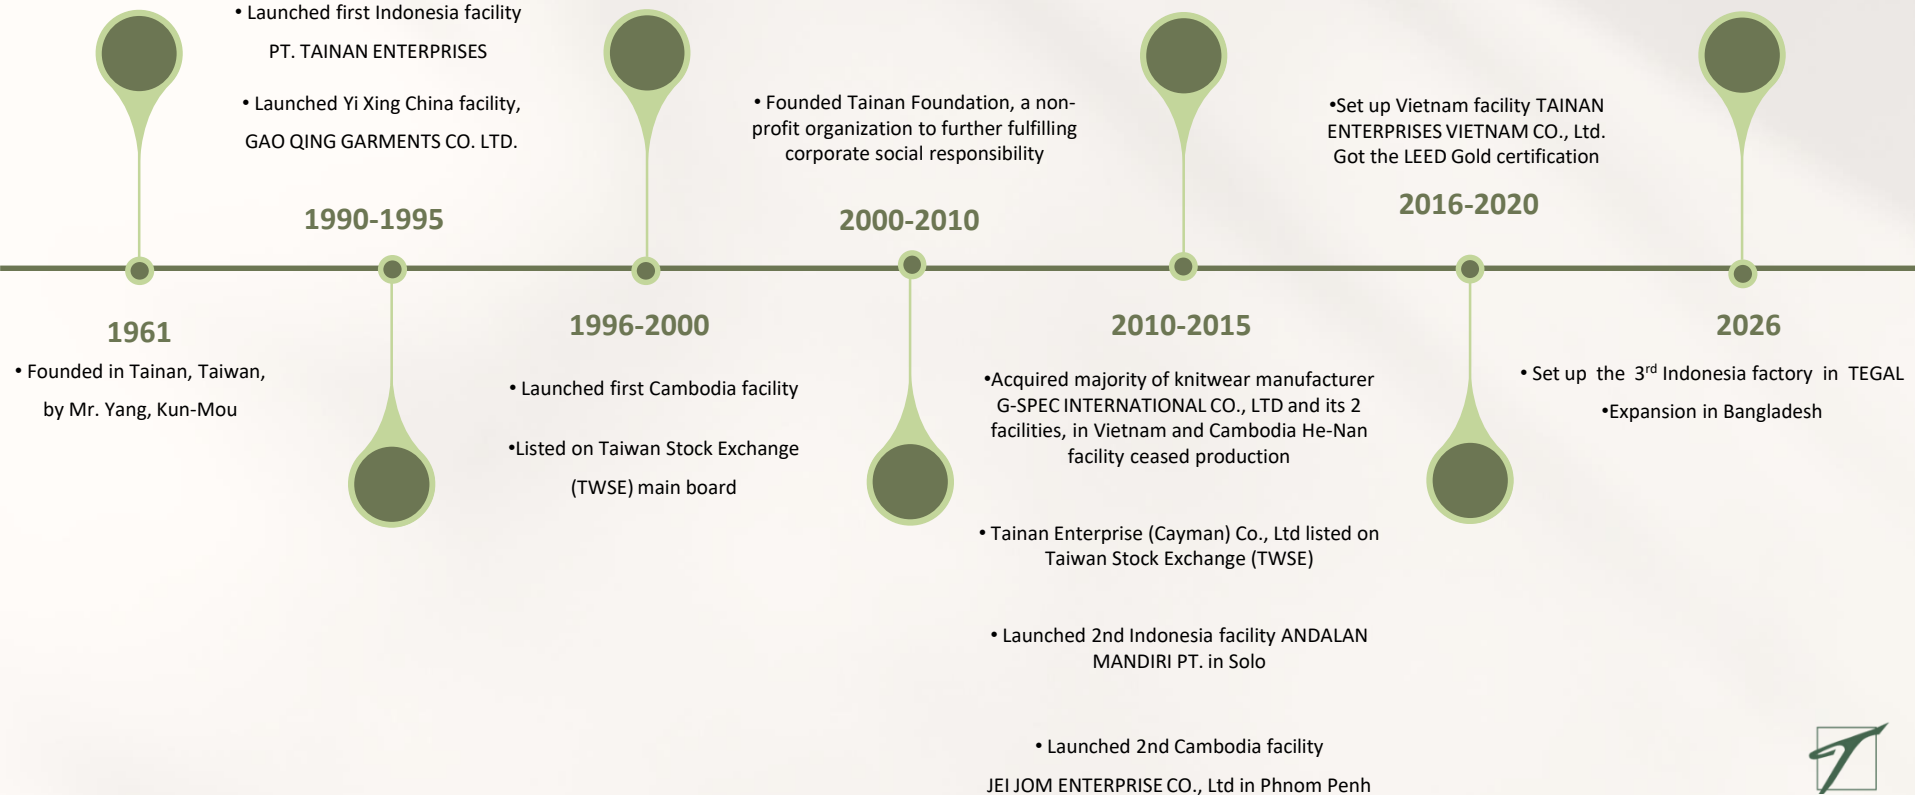 • Launched first Indonesia facility
PT. TAINAN ENTERPRISES
• Launched Yi Xing China facility,
GAO QING GARMENTS CO. LTD.
1990-1995
• Founded Tainan Foundation, a non-
profit organization to further fulfilling
corporate social responsibility
2000-2010
•Set up Vietnam facility TAINAN
ENTERPRISES VIETNAM CO., Ltd.
Got the LEED Gold certification
2016-2020
1961
• Founded in Tainan, Taiwan,
by Mr. Yang, Kun-Mou
1996-2000
• Launched first Cambodia facility
•Listed on Taiwan Stock Exchange
(TWSE) main board
2010-2015
•Acquired majority of knitwear manufacturer
G-SPEC INTERNATIONAL CO., LTD and its 2
facilities, in Vietnam and Cambodia He-Nan
facility ceased production
• Tainan Enterprise (Cayman) Co., Ltd listed on
Taiwan Stock Exchange (TWSE)
• Launched 2nd Indonesia facility ANDALAN
MANDIRI PT. in Solo
• Launched 2nd Cambodia facility
JEI JOM ENTERPRISE CO., Ltd in Phnom Penh
2026
• Set up the 3rd Indonesia factory in TEGAL
•Expansion in Bangladesh